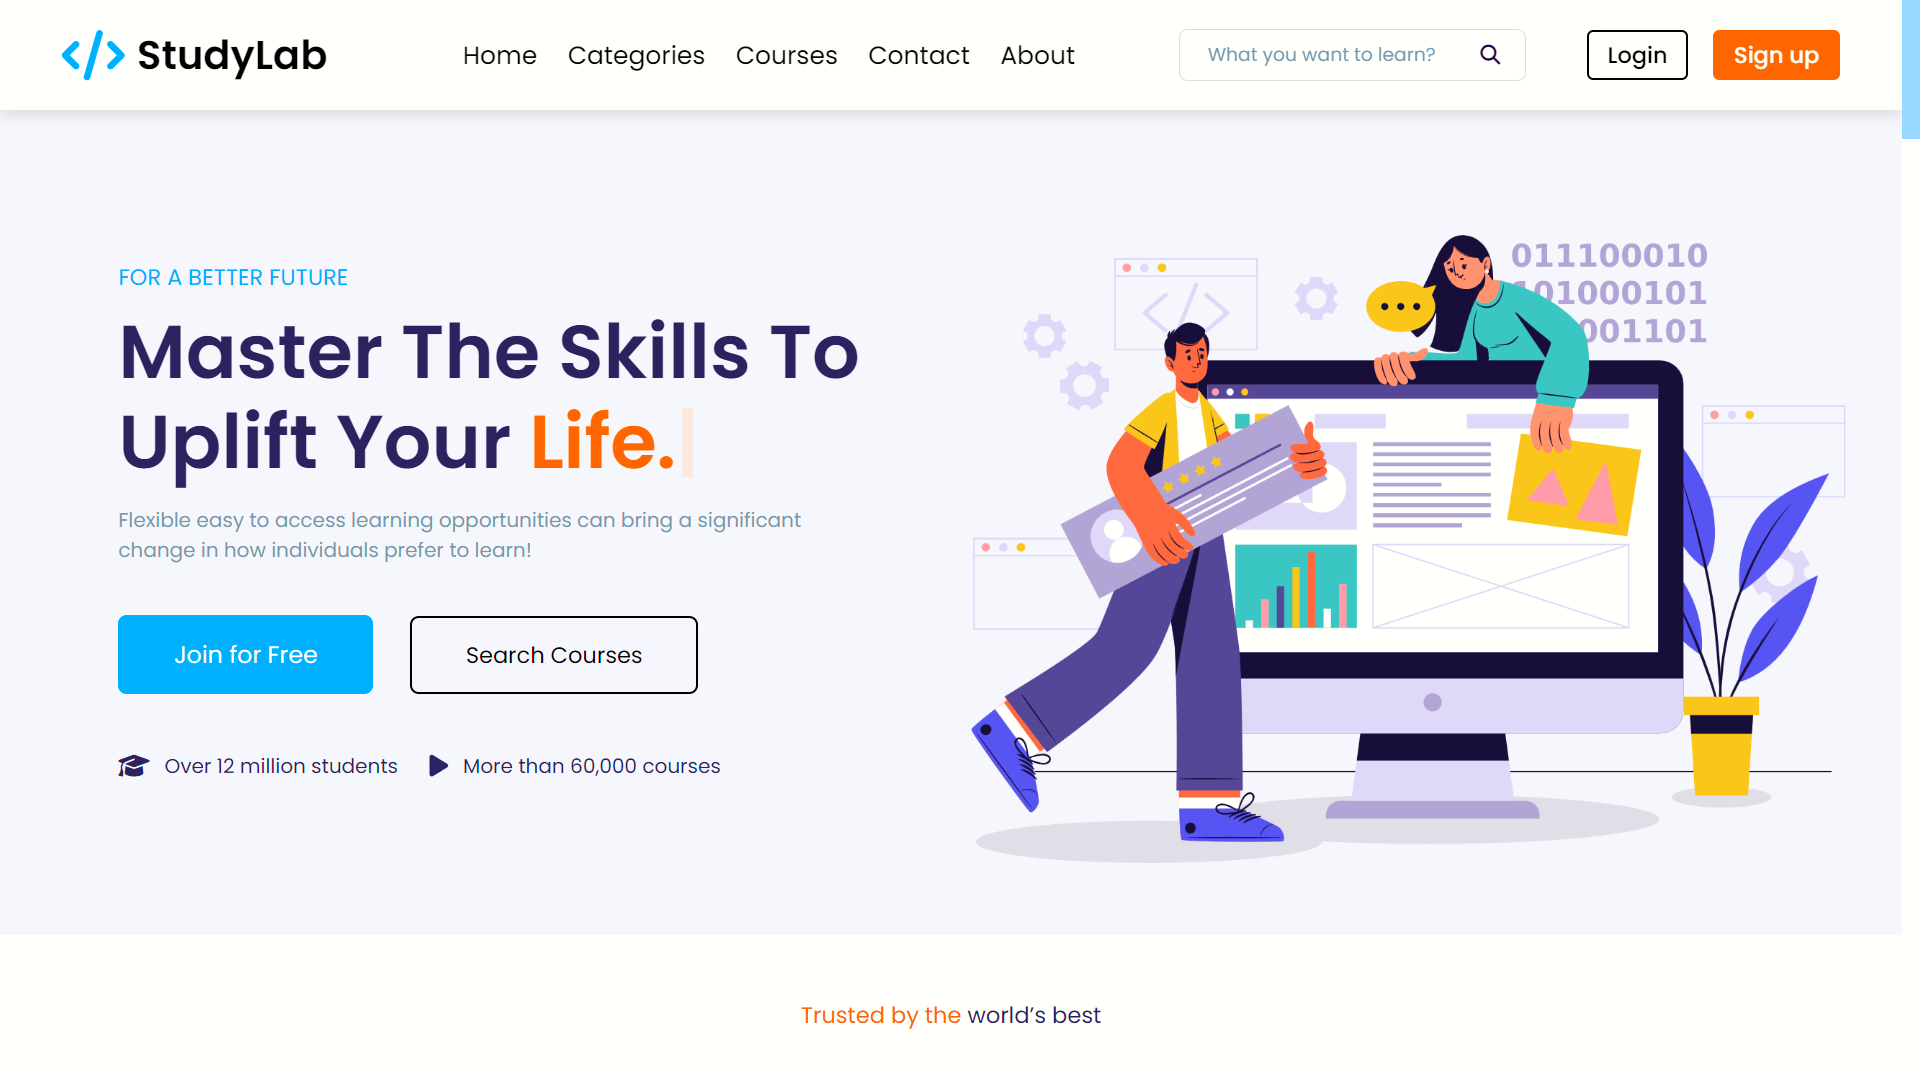 StudyLab
Home Categories Courses Contact About
What you want to learn?
Login
Sign up
FOR A BETTER FUTURE
Master The Skills To
Uplift Your Life.
Flexible easy to access learning opportunities can bring a significant
change in how individuals prefer to learn!
Join for Free
Search Courses
Over 12 million students
More than 60,000 courses
011100010
101000101
001101
Trusted by the world’s best